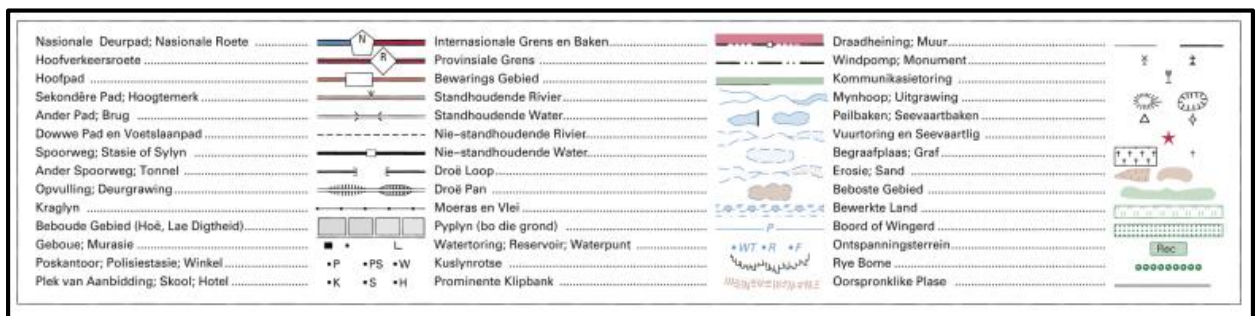 Nasionale Deurpad; Nasionale Roete
N
Hoofverkeersroete
R
Hoofpad
Sekondêre Pad; Hoogtemerk
Ander Pad; Brug
Dowwe Pad en Voetslaanpad
Spoorweg; Stasie of Sylyn
Ander Spoorweg; Tonnel
Opvulling; Deurgrawing
Kraglyn
Beboude Gebied (Hoë, Lae Digtheid)
Geboue; Murasie
Poskantoor; Polisiestasie; Winkel
P PS W
Plek van Aanbidding; Skool; Hotel
K S H
Internasionale Grens en Baken
Provinsiale Grens
Bewarings Gebied
Standhoudende Rivier
Standhoudende Water
Nie-standhoudende Rivier
Nie-standhoudende Water
Droë Loop
Droë Pan
Moeras en Vlei
Pyplyn (bo die grond)
P
Watertoring; Reservoir; Waterpunt
WT R F
Kuslynrotse
Prominente Klipbank
Draadheining; Muur
Windpomp; Monument
Kommunikasietoring
Mynhoop; Uitgrawing
Peilbaken; Seevaartbaken
Vuurtoring en Seevaartlig
Begraafplaas; Graf
Erosie; Sand
Beboste Gebied
Bewerkte Land
Boord of Wingerd
Ontspanningsterrein
Rec
Rye Bome
Oorspronklike Plase